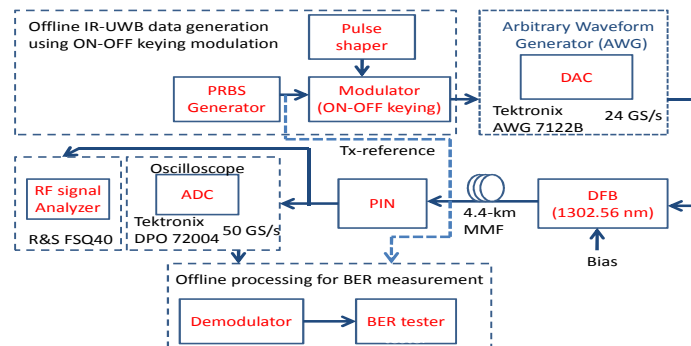 Offline IR-UWB data generation
using ON-OFF keying modulation
Pulse
shaper
PRBS
Generator
Modulator
(ON-OFF keying)
Arbitrary Waveform
Generator (AWG)
DAC
Tektronix
AWG 7122B
24 GS/s
Tx-reference
RF signal
Analyzer
R&S FSQ40
Oscilloscope
ADC
Tektronix
DPO 72004
50 GS/s
PIN
4.4-km
MMF
DFB
(1302.56 nm)
Bias
Offline processing for BER measurement
Demodulator
BER tester